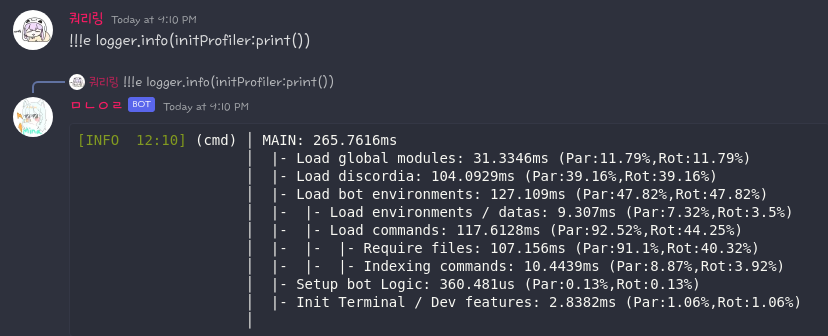 쿼리링 Today at 4:10 PM
!!!e logger.info(initProfiler:print())
쿼리링 !!!e logger.info(initProfiler:print())
ㅁㄴㅇㄹ BOT Today at 4:10 PM
[INFO  12:10] (cmd) | MAIN: 265.7616ms
|  |- Load global modules: 31.3346ms (Par:11.79%,Rot:11.79%)
|  |- Load discordia: 104.0929ms (Par:39.16%,Rot:39.16%)
|  |- Load bot environments: 127.109ms (Par:47.82%,Rot:47.82%)
|  |-  |- Load environments / datas: 9.307ms (Par:7.32%,Rot:3.5%)
|  |-  |- Load commands: 117.6128ms (Par:92.52%,Rot:44.25%)
|  |-  |-  |- Require files: 107.156ms (Par:91.1%,Rot:40.32%)
|  |-  |-  |- Indexing commands: 10.4439ms (Par:8.87%,Rot:3.92%)
|  |- Setup bot Logic: 360.481us (Par:0.13%,Rot:0.13%)
|  |- Init Terminal / Dev features: 2.8382ms (Par:1.06%,Rot:1.06%)
|